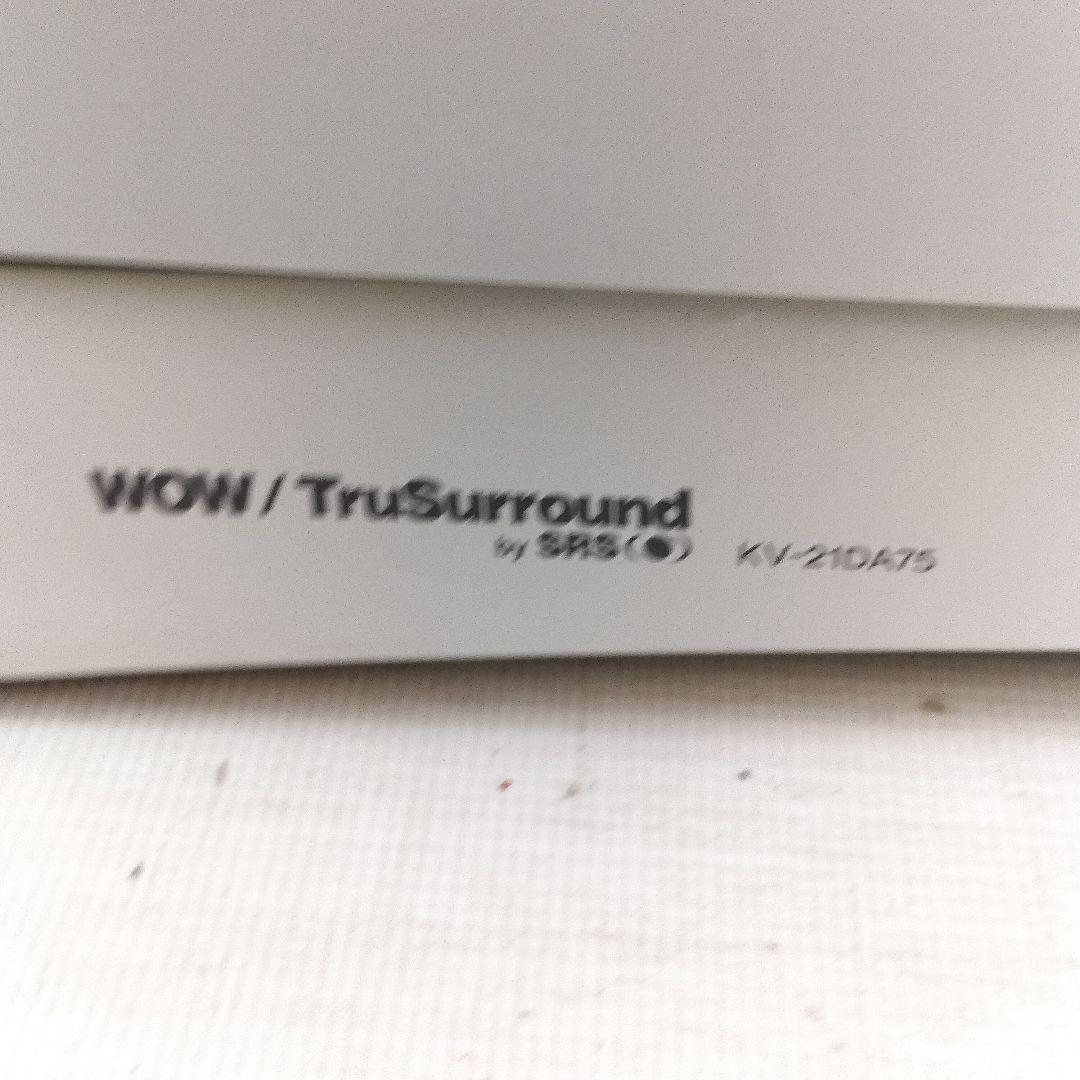 WOW / TruSurround
by SRS(●) KV-21DA75